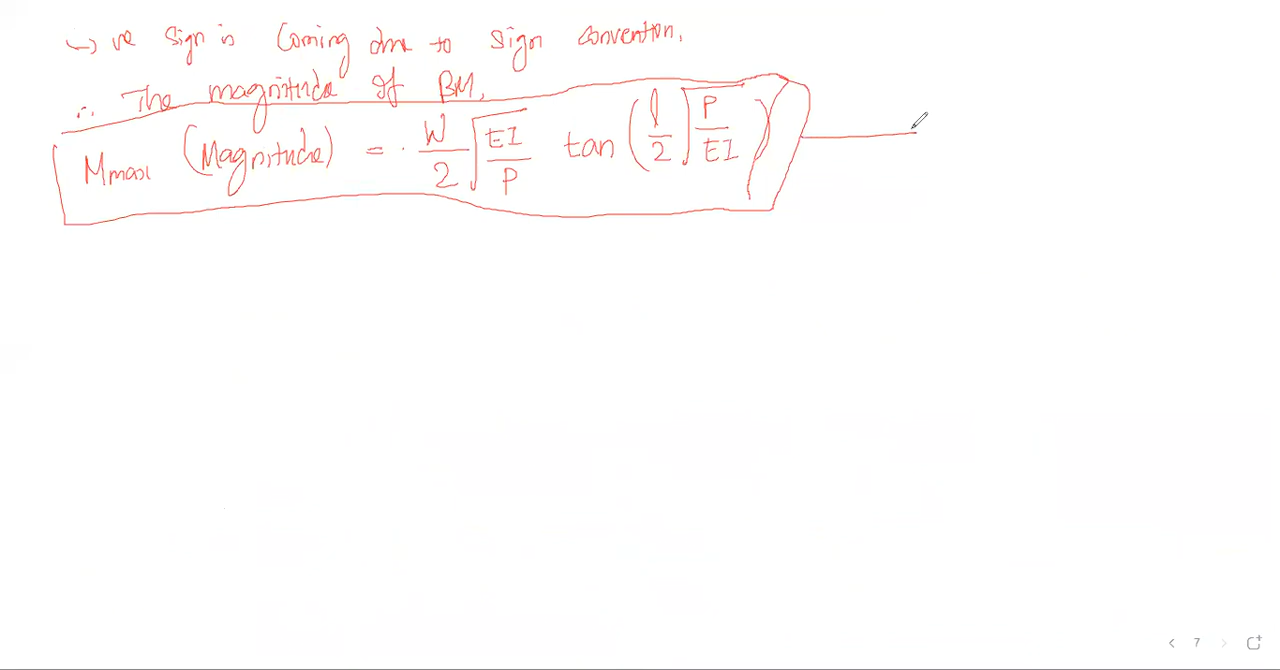 ↪ ve sign is Coming due to sign convention.
∴ The magnitude of BM,
Mmax (Magnitude) = W/2 √(EI/P) tan(l/2 √(P/EI))
< 7 >